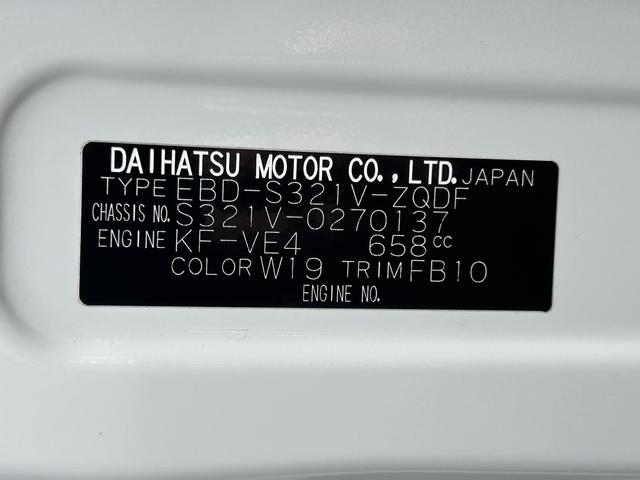 DAIHATSU MOTOR CO.,LTD. JAPAN
TYPE EBD-S321V-ZQDF
CHASSIS NO. S321V-0270137
ENGINE KF-VE4 658cc
COLOR W19 TRIM FB10
ENGINE NO.